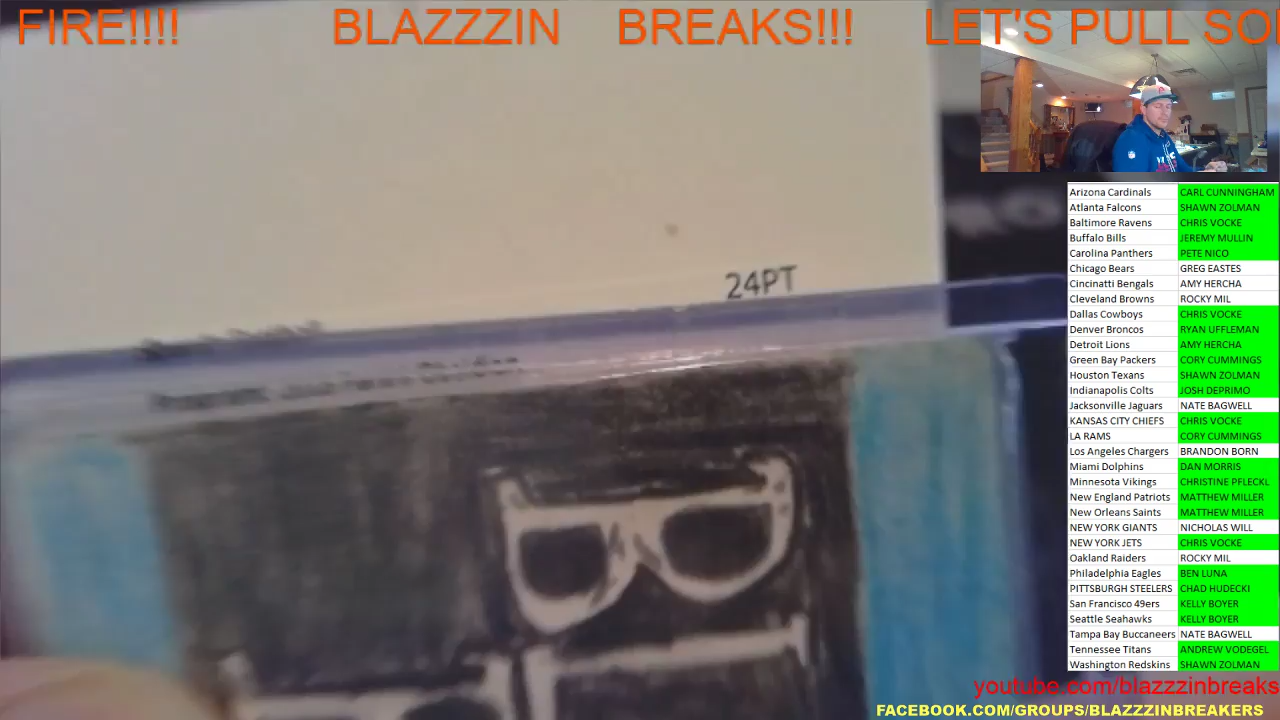 FIRE!!!! BLAZZZIN BREAKS!!! LET'S PULL SO
24PT
Arizona Cardinals CARL CUNNINGHAM
Atlanta Falcons SHAWN ZOLMAN
Baltimore Ravens CHRIS VOCKE
Buffalo Bills JEREMY MULLIN
Carolina Panthers PETE NICO
Chicago Bears GREG EASTES
Cincinatti Bengals AMY HERCHA
Cleveland Browns ROCKY MIL
Dallas Cowboys CHRIS VOCKE
Denver Broncos RYAN UFFLEMAN
Detroit Lions AMY HERCHA
Green Bay Packers CORY CUMMINGS
Houston Texans SHAWN ZOLMAN
Indianapolis Colts JOSH DEPRIMO
Jacksonville Jaguars NATE BAGWELL
KANSAS CITY CHIEFS CHRIS VOCKE
LA RAMS CORY CUMMINGS
Los Angeles Chargers BRANDON BORN
Miami Dolphins DAN MORRIS
Minnesota Vikings CHRISTINE PFLECKL
New England Patriots MATTHEW MILLER
New Orleans Saints MATTHEW MILLER
NEW YORK GIANTS NICHOLAS WILL
NEW YORK JETS CHRIS VOCKE
Oakland Raiders ROCKY MIL
Philadelphia Eagles BEN LUNA
PITTSBURGH STEELERS CHAD HUDECKI
San Francisco 49ers KELLY BOYER
Seattle Seahawks KELLY BOYER
Tampa Bay Buccaneers NATE BAGWELL
Tennessee Titans ANDREW VODEGEL
Washington Redskins SHAWN ZOLMAN
youtube.com/blazzzinbreaks
FACEBOOK.COM/GROUPS/BLAZZZINBREAKERS